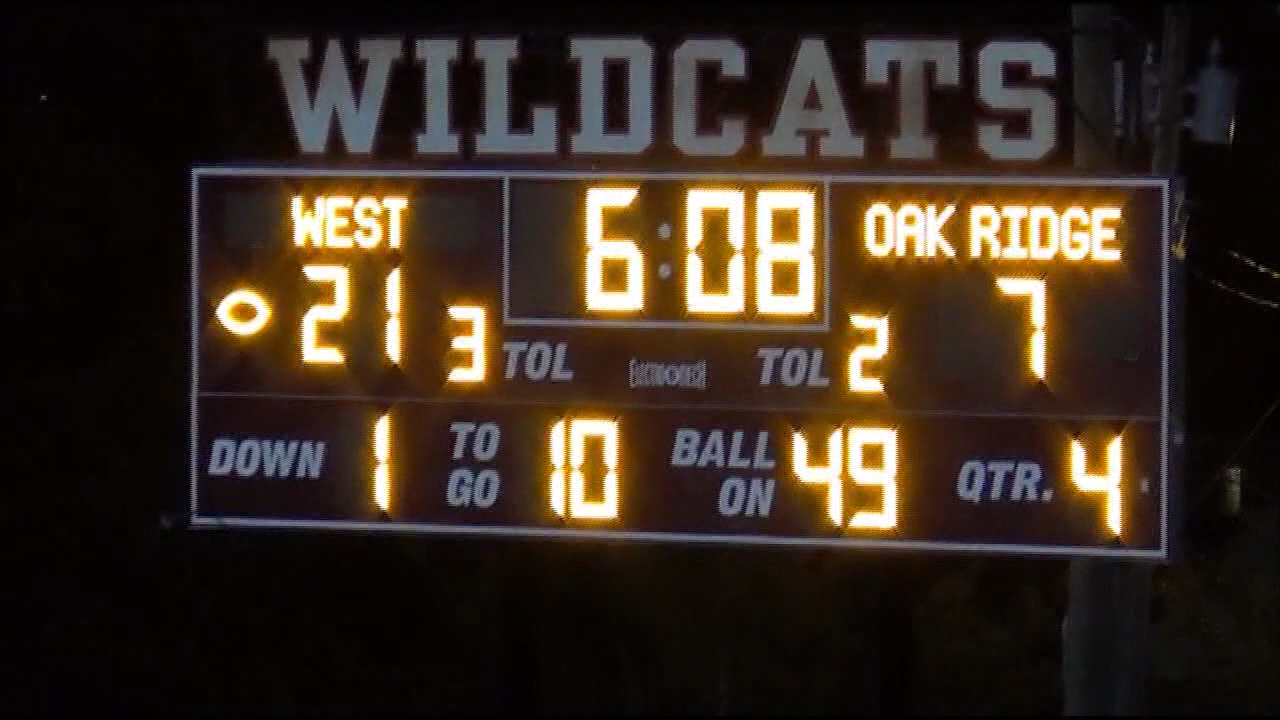 WILDCATS
WEST 6:08 OAK RIDGE
21 3 TOL TOL 2 7
DOWN 1 TO GO 10 BALL ON 49 QTR. 4